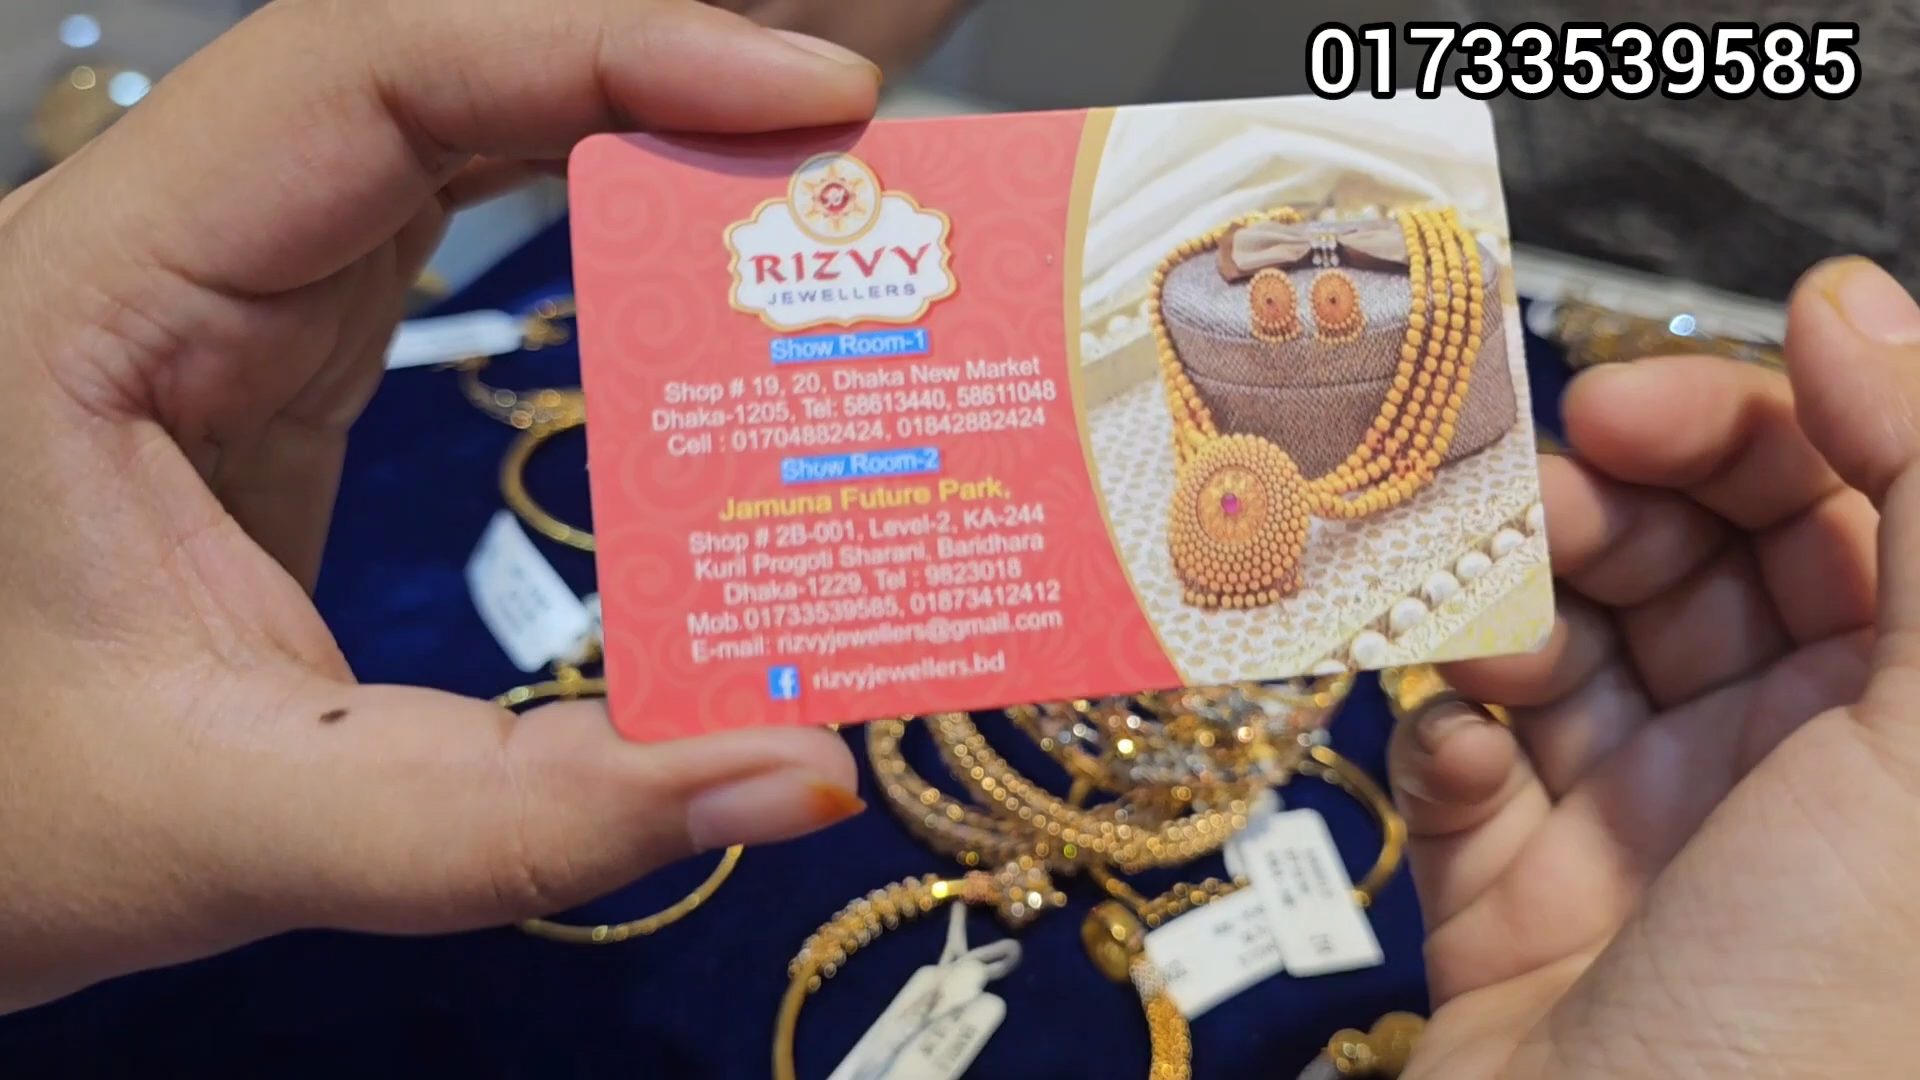 01733539585
RIZVY
JEWELLERS
Show Room-1
Shop # 19, 20, Dhaka New Market
Dhaka-1205, Tel: 58613440, 58611048
Cell : 01704882424, 01842882424
Show Room-2
Jamuna Future Park,
Shop # 2B-001, Level-2, KA-244
Kuril Progoti Sharani, Baridhara
Dhaka-1229, Tel : 9823018
Mob.01733539585, 01873412412
E-mail: rizvyjewellers@gmail.com
f rizvyjewellers.bd